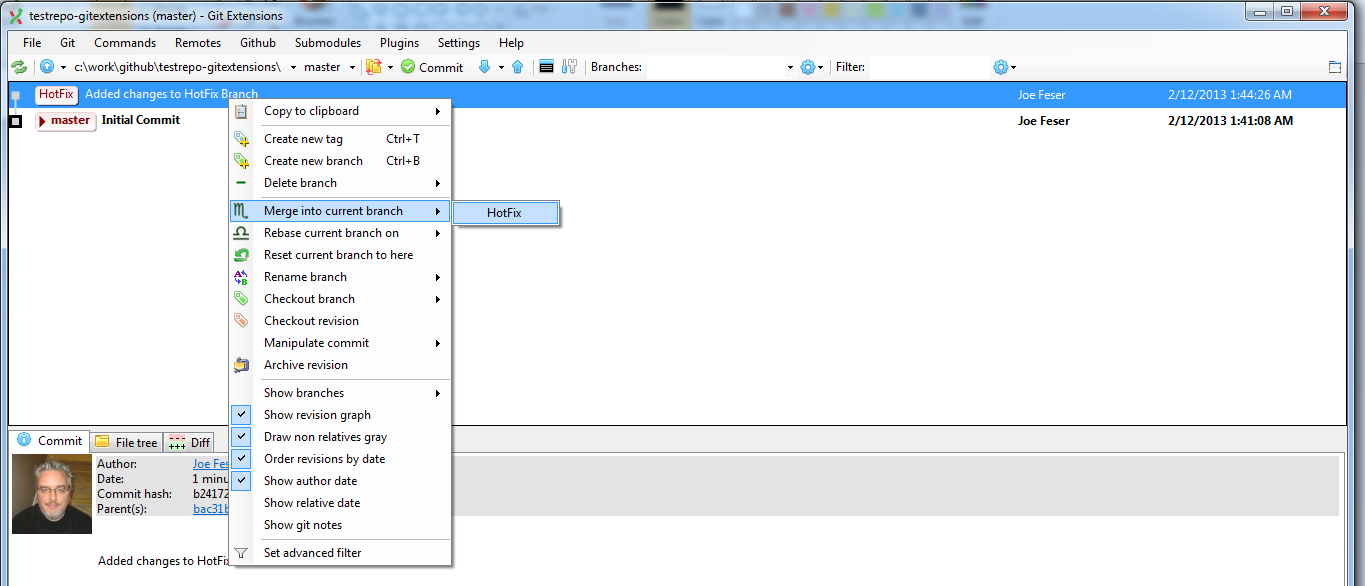 testrepo-gitextensions (master) - Git Extensions
File Git Commands Remotes Github Submodules Plugins Settings Help
c:\work\github\testrepo-gitextensions\ master Commit Branches: Filter:
HotFix Added changes to HotFix Branch Joe Feser 2/12/2013 1:44:26 AM
master Initial Commit Joe Feser 2/12/2013 1:41:08 AM
Copy to clipboard
Create new tag Ctrl+T
Create new branch Ctrl+B
Delete branch
Merge into current branch HotFix
Rebase current branch on
Reset current branch to here
Rename branch
Checkout branch
Checkout revision
Manipulate commit
Archive revision
Show branches
Show revision graph
Draw non relatives gray
Order revisions by date
Show author date
Show relative date
Show git notes
Set advanced filter
Commit File tree Diff
Author: Joe Fes
Date: 1 minu
Commit hash: b2417
Parent(s): bac31
Added changes to HotFix